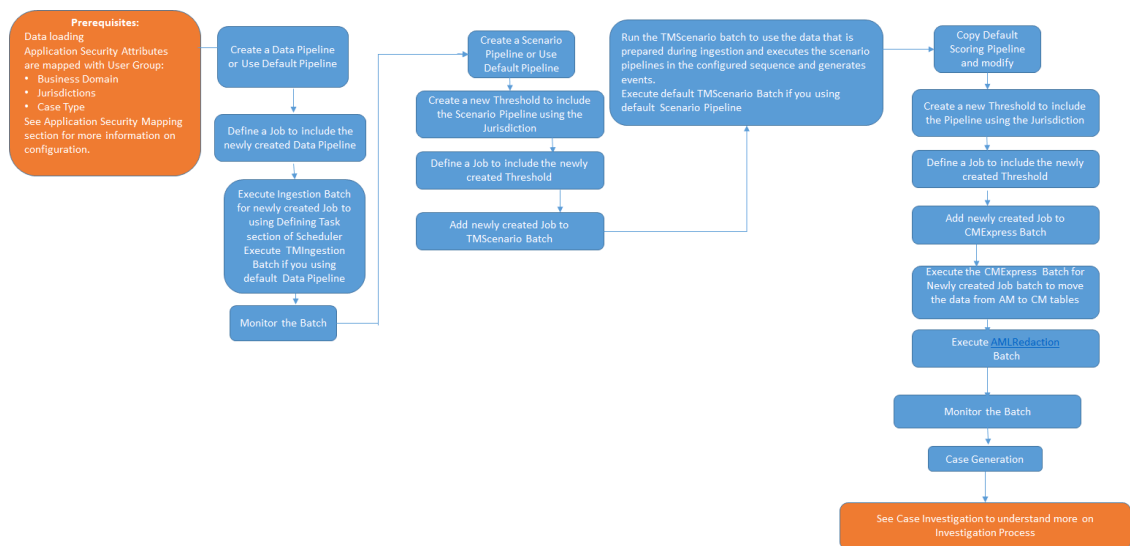 Prerequisites:
Data loading
Application Security Attributes
are mapped with User Group:
• Business Domain
• Jurisdictions
• Case Type
See Application Security Mapping
section for more information on
configuration.
Create a Data Pipeline
or Use Default Pipeline
Define a Job to include the
newly created Data Pipeline
Execute Ingestion Batch
for newly created Job to
using Defining Task
section of Scheduler
Execute TMIngestion
Batch if you using
default Data Pipeline
Monitor the Batch
Create a Scenario
Pipeline or Use
Default Pipeline
Create a new Threshold to include
the Scenario Pipeline using the
Jurisdiction
Define a Job to include the newly
created Threshold
Add newly created Job to
TMScenario Batch
Run the TMScenario batch to use the data that is
prepared during ingestion and executes the scenario
pipelines in the configured sequence and generates
events.
Execute default TMScenario Batch if you using
default Scenario Pipeline
Copy Default
Scoring Pipeline
and modify
Create a new Threshold to include
the Pipeline using the Jurisdiction
Define a Job to include the newly
created Threshold
Add newly created Job to
CMExpress Batch
Execute the CMExpress Batch for
Newly created Job batch to move
the data from AM to CM tables
Execute AMLRedaction
Batch
Monitor the Batch
Case Generation
See Case Investigation to understand more on
Investigation Process